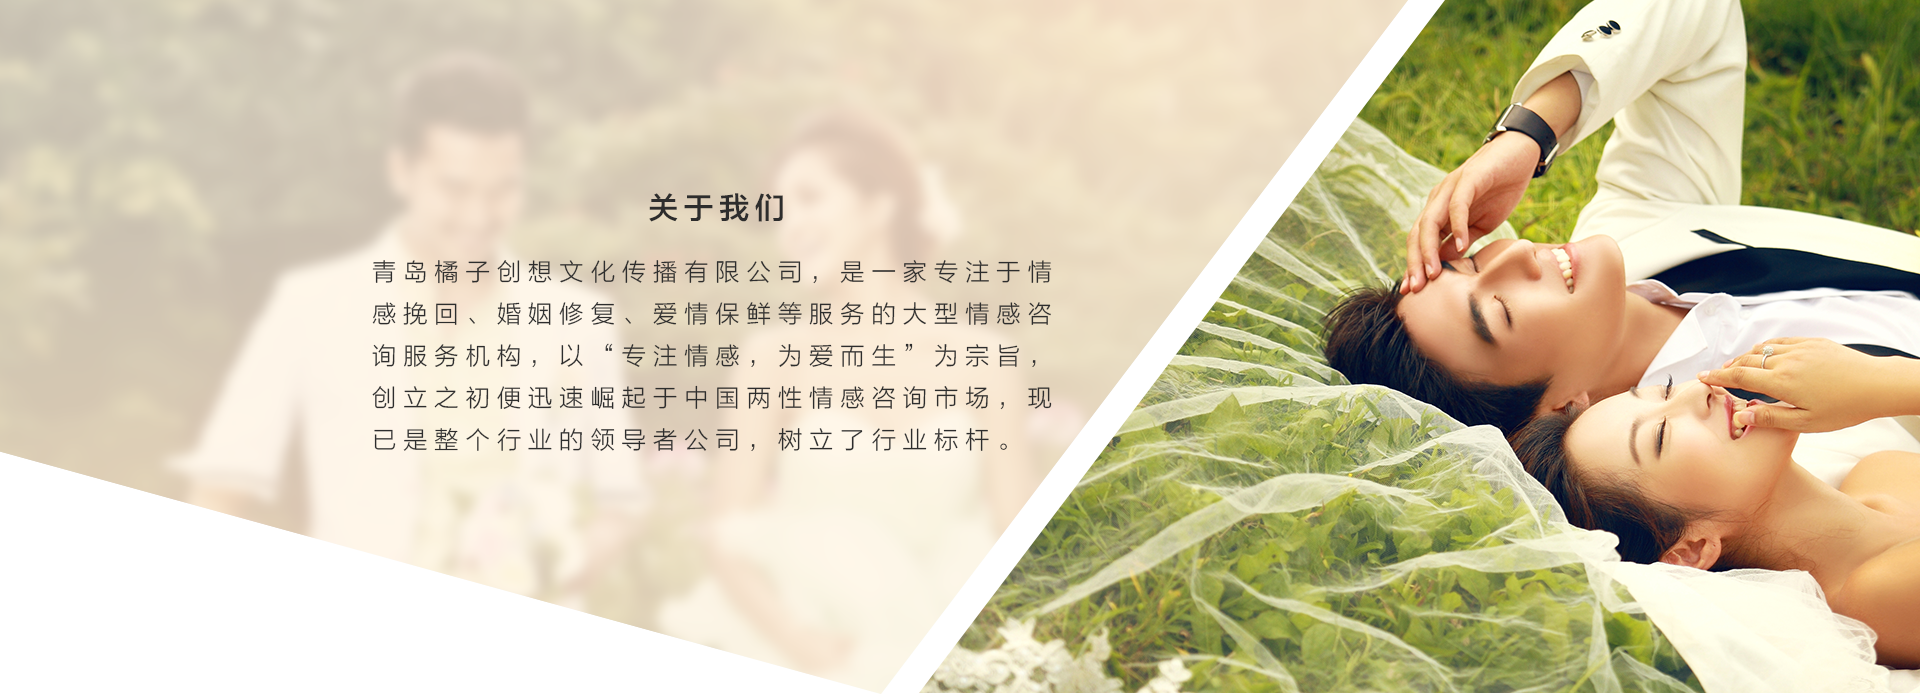 关于我们
青岛橘子创想文化传播有限公司，是一家专注于情
感挽回、婚姻修复、爱情保鲜等服务的大型情感咨
询服务机构，以“专注情感，为爱而生”为宗旨，
创立之初便迅速崛起于中国两性情感咨询市场，现
已是整个行业的领导者公司，树立了行业标杆。